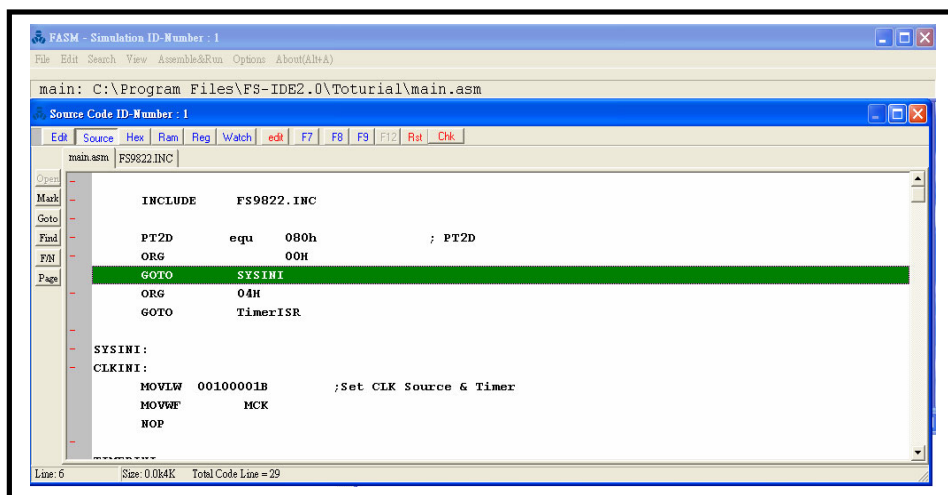 FASM - Simulation ID-Number : 1
File Edit Search View Assemble&Run Options About(Alt+A)
main: C:\Program Files\FS-IDE2.0\Toturial\main.asm
Source Code ID-Number : 1
Edit Source Hex Ram Reg Watch edit F7 F8 F9 F12 Rst Chk
main.asm FS9822.INC
Open
Mark INCLUDE FS9822.INC
Goto
Find PT2D equ 080h ; PT2D
F/N ORG 00H
Page GOTO SYSINI
ORG 04H
GOTO TimerISR
SYSINI:
CLKINI:
MOVLW 00100001B ;Set CLK Source & Timer
MOVWF MCK
NOP
Line: 6 Size: 0.0k4K Total Code Line = 29